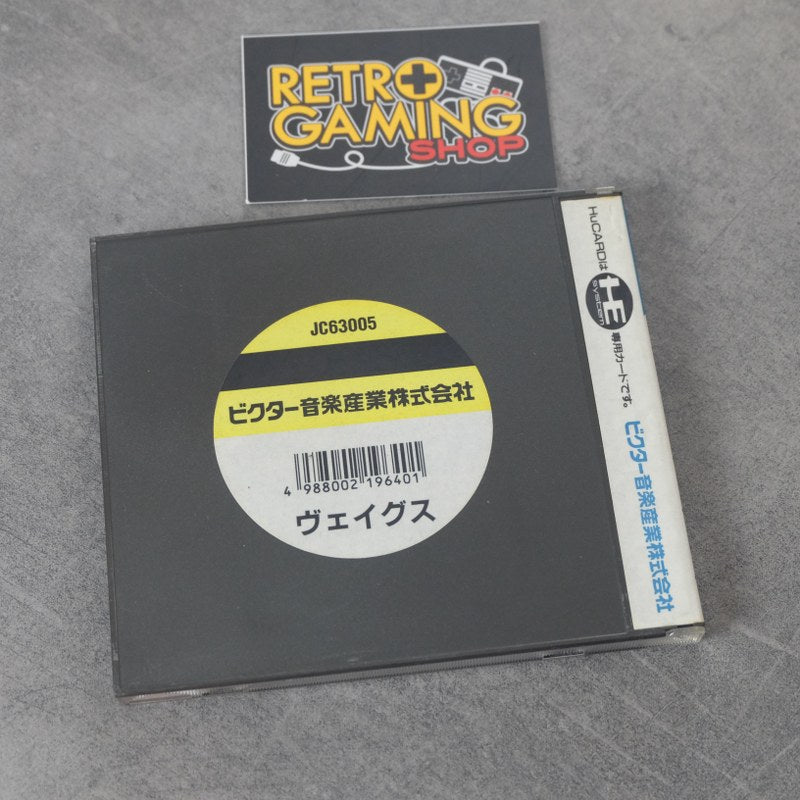 RETRO
GAMING
SHOP
JC63005
ビクター音楽産業株式会社
4 988002 196401
ヴェイグス
HuCARDは
HE
system
専用カードです。
ビクター音楽産業株式会社